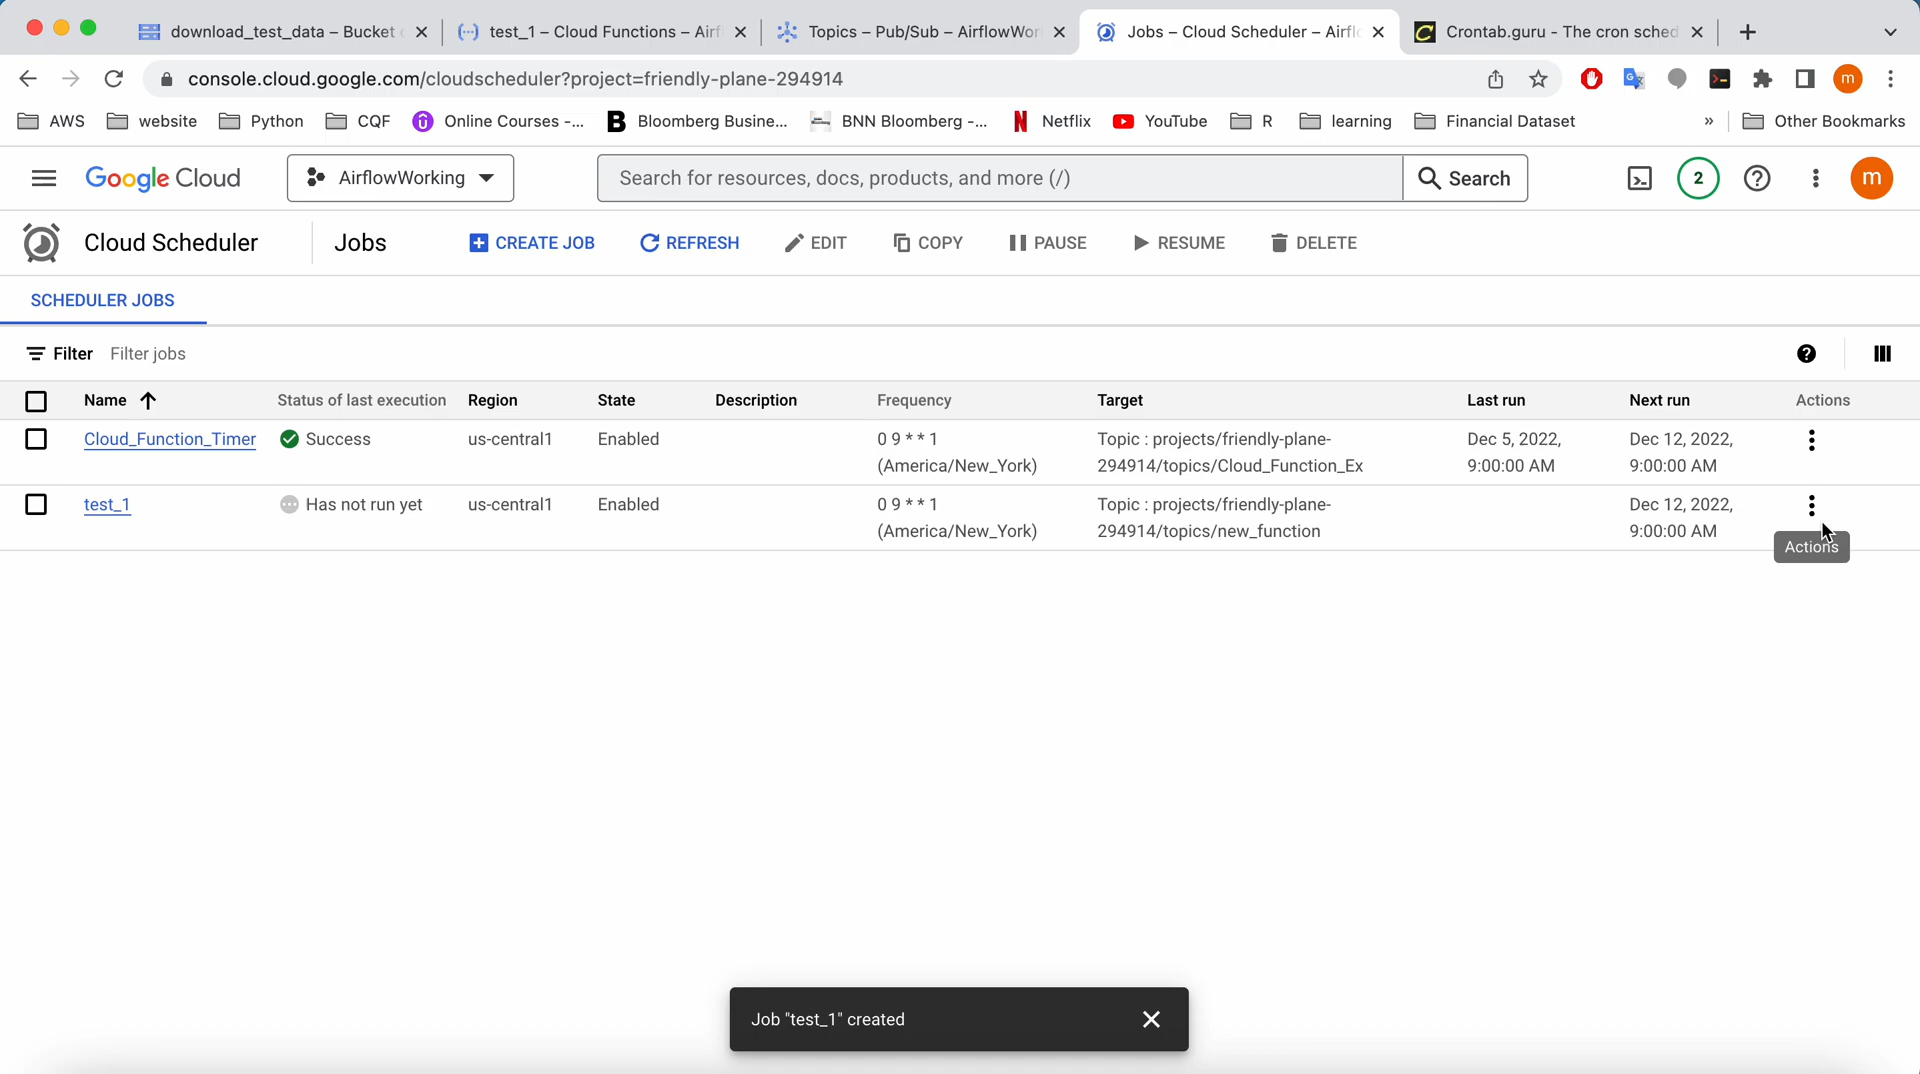 download_test_data – Bucket
test_1 – Cloud Functions – Airf
Topics – Pub/Sub – AirflowWor
Jobs – Cloud Scheduler – Airfl
Crontab.guru - The cron sched
console.cloud.google.com/cloudscheduler?project=friendly-plane-294914
m
AWS
website
Python
CQF
Online Courses -...
Bloomberg Busine...
BNN Bloomberg -...
Netflix
YouTube
R
learning
Financial Dataset
»
Other Bookmarks
Google Cloud
AirflowWorking
Search for resources, docs, products, and more (/)
Search
2
m
Cloud Scheduler
Jobs
CREATE JOB
REFRESH
EDIT
COPY
PAUSE
RESUME
DELETE
SCHEDULER JOBS
Filter
Filter jobs
Name
Status of last execution
Region
State
Description
Frequency
Target
Last run
Next run
Actions
Cloud_Function_Timer
Success
us-central1
Enabled
0 9 * * 1
(America/New_York)
Topic : projects/friendly-plane-
294914/topics/Cloud_Function_Ex
Dec 5, 2022,
9:00:00 AM
Dec 12, 2022,
9:00:00 AM
test_1
Has not run yet
us-central1
Enabled
0 9 * * 1
(America/New_York)
Topic : projects/friendly-plane-
294914/topics/new_function
Dec 12, 2022,
9:00:00 AM
Actions
Job "test_1" created